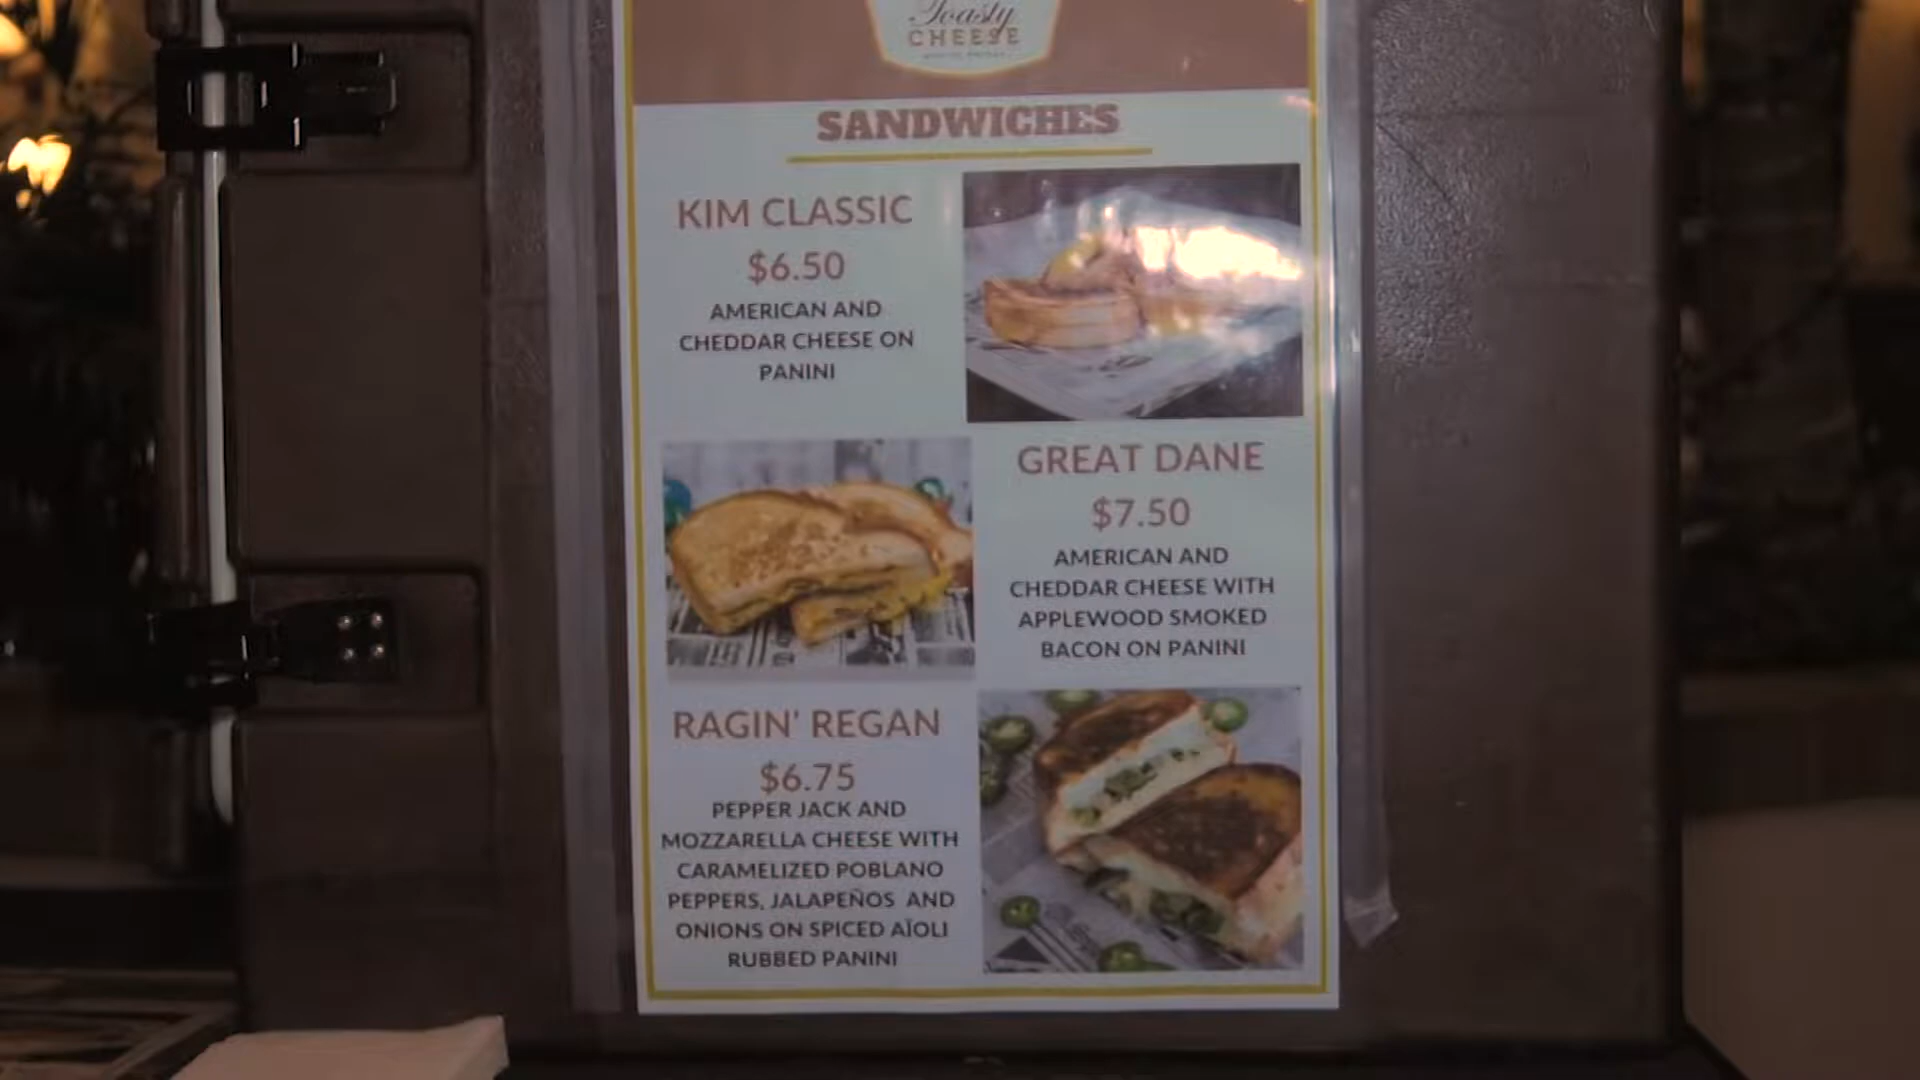 Toasty
CHEESE
SANDWICHES
KIM CLASSIC
$6.50
AMERICAN AND
CHEDDAR CHEESE ON
PANINI
GREAT DANE
$7.50
AMERICAN AND
CHEDDAR CHEESE WITH
APPLEWOOD SMOKED
BACON ON PANINI
RAGIN' REGAN
$6.75
PEPPER JACK AND
MOZZARELLA CHEESE WITH
CARAMELIZED POBLANO
PEPPERS, JALAPEÑOS AND
ONIONS ON SPICED AÏOLI
RUBBED PANINI